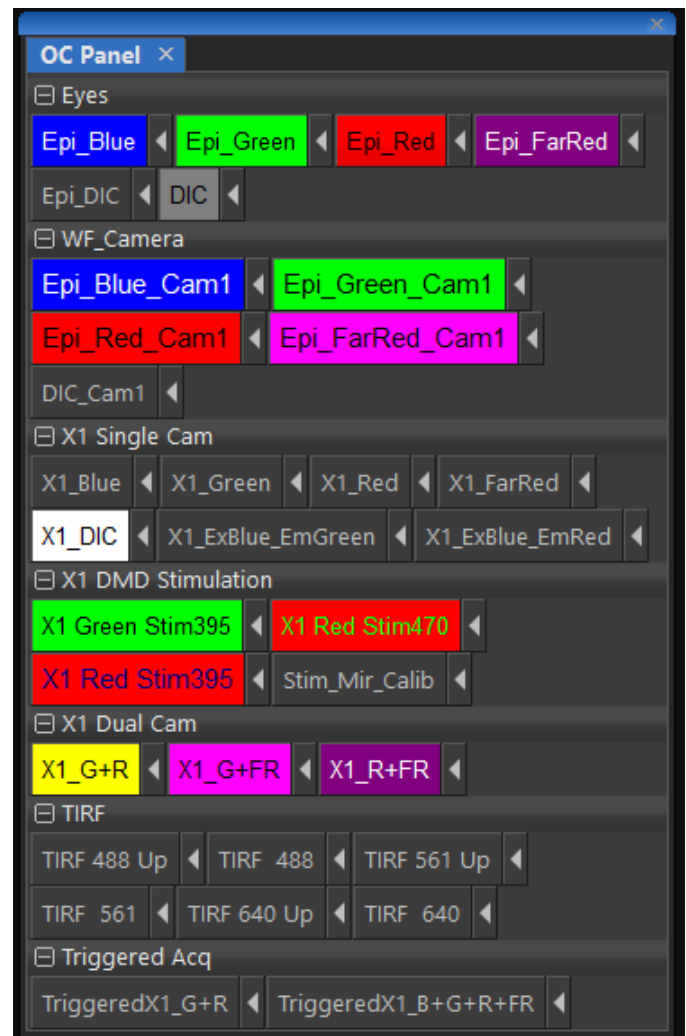 OC Panel
Eyes
Epi_Blue Epi_Green Epi_Red Epi_FarRed
Epi_DIC DIC
WF_Camera
Epi_Blue_Cam1 Epi_Green_Cam1
Epi_Red_Cam1 Epi_FarRed_Cam1
DIC_Cam1
X1 Single Cam
X1_Blue X1_Green X1_Red X1_FarRed
X1_DIC X1_ExBlue_EmGreen X1_ExBlue_EmRed
X1 DMD Stimulation
X1 Green Stim395 X1 Red Stim470
X1 Red Stim395 Stim_Mir_Calib
X1 Dual Cam
X1_G+R X1_G+FR X1_R+FR
TIRF
TIRF 488 Up TIRF 488 TIRF 561 Up
TIRF 561 TIRF 640 Up TIRF 640
Triggered Acq
TriggeredX1_G+R TriggeredX1_B+G+R+FR